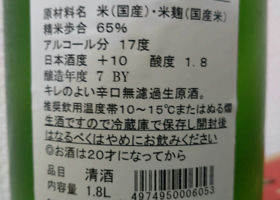 原材料名 米(国産)・米麹(国産米)
精米歩合 65%
アルコール分 17度
日本酒度 +10 酸度 1.8
醸造年度 7 BY
キレのよい辛口無濾過生原酒。
推奨飲用温度帯10~15℃またはぬる燗
生酒ですので冷蔵庫で保存し開封後
はなるべくはやめにお飲みください
◎お酒は20才になってから
品目 清酒
内容量 1.8L
4974950006053